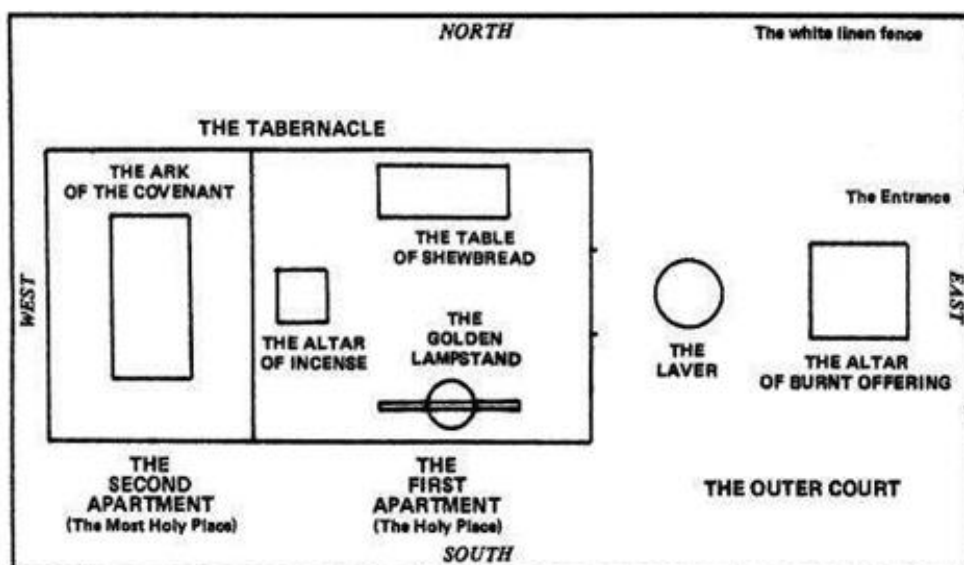 NORTH
The white linen fence
THE TABERNACLE
THE ARK
OF THE COVENANT
The Entrance
THE TABLE
OF SHEWBREAD
WEST
EAST
THE ALTAR
OF INCENSE
THE
GOLDEN
LAMPSTAND
THE
LAVER
THE ALTAR
OF BURNT OFFERING
THE
SECOND
APARTMENT
(The Most Holy Place)
THE
FIRST
APARTMENT
(The Holy Place)
THE OUTER COURT
SOUTH